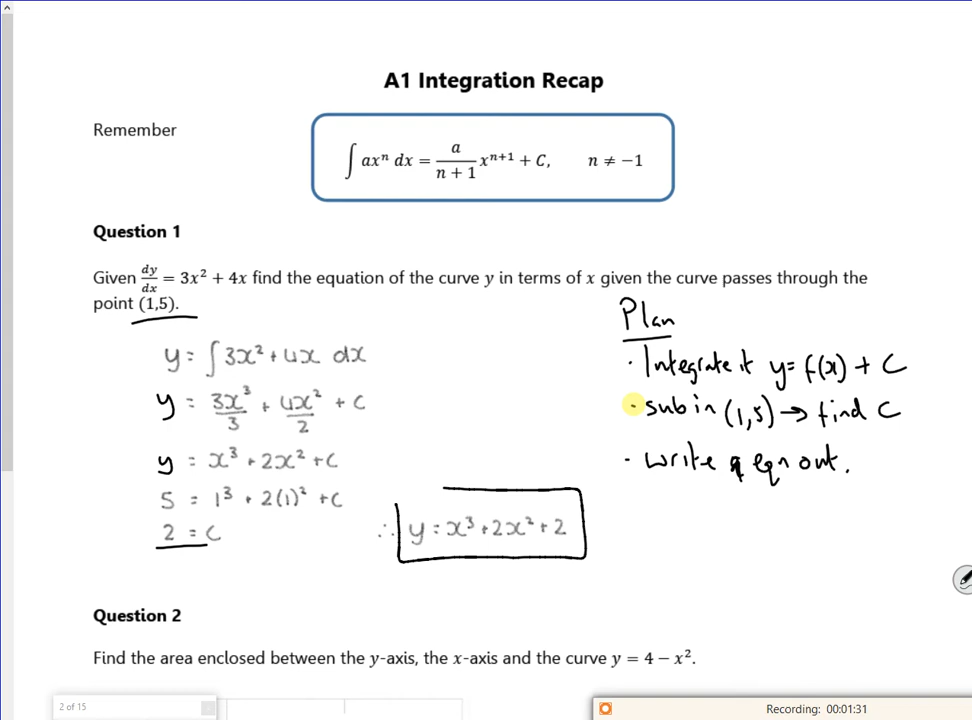 A1 Integration Recap
Remember
∫ axⁿ dx = a/(n + 1) xⁿ⁺¹ + C, n ≠ −1
Question 1
Given dy/dx = 3x² + 4x find the equation of the curve y in terms of x given the curve passes through the
point (1,5).
Plan
· Integrate it y = f(x) + C
· sub in (1,5) → find C
· write eqn out.
y = ∫ 3x² + 4x dx
y = 3x³/3 + 4x²/2 + C
y = x³ + 2x² + C
5 = 1³ + 2(1)² + C
2 = C
∴ y = x³ + 2x² + 2
Question 2
Find the area enclosed between the y-axis, the x-axis and the curve y = 4 − x².
2 of 15
Recording: 00:01:31